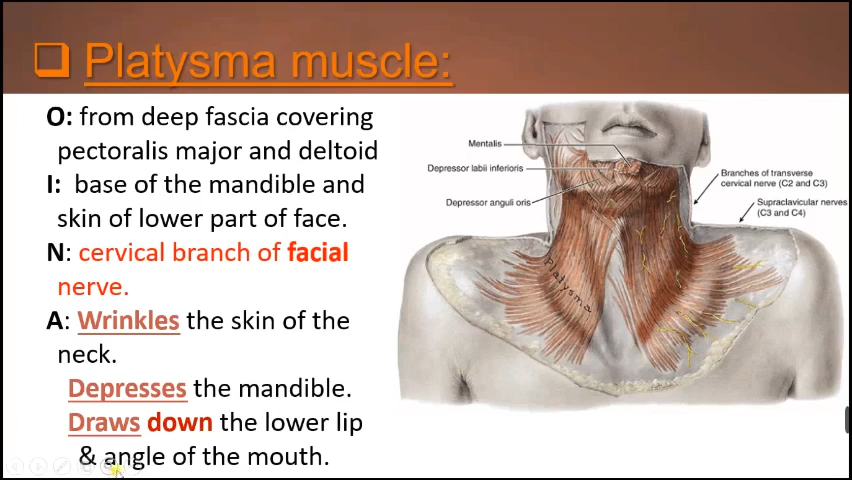 ❑ Platysma muscle:
O: from deep fascia covering
pectoralis major and deltoid
I: base of the mandible and
skin of lower part of face.
N: cervical branch of facial
nerve.
A: Wrinkles the skin of the
neck.
Depresses the mandible.
Draws down the lower lip
& angle of the mouth.
Mentalis
Depressor labii inferioris
Depressor anguli oris
Branches of transverse
cervical nerve (C2 and C3)
Supraclavicular nerves
(C3 and C4)
Platysma